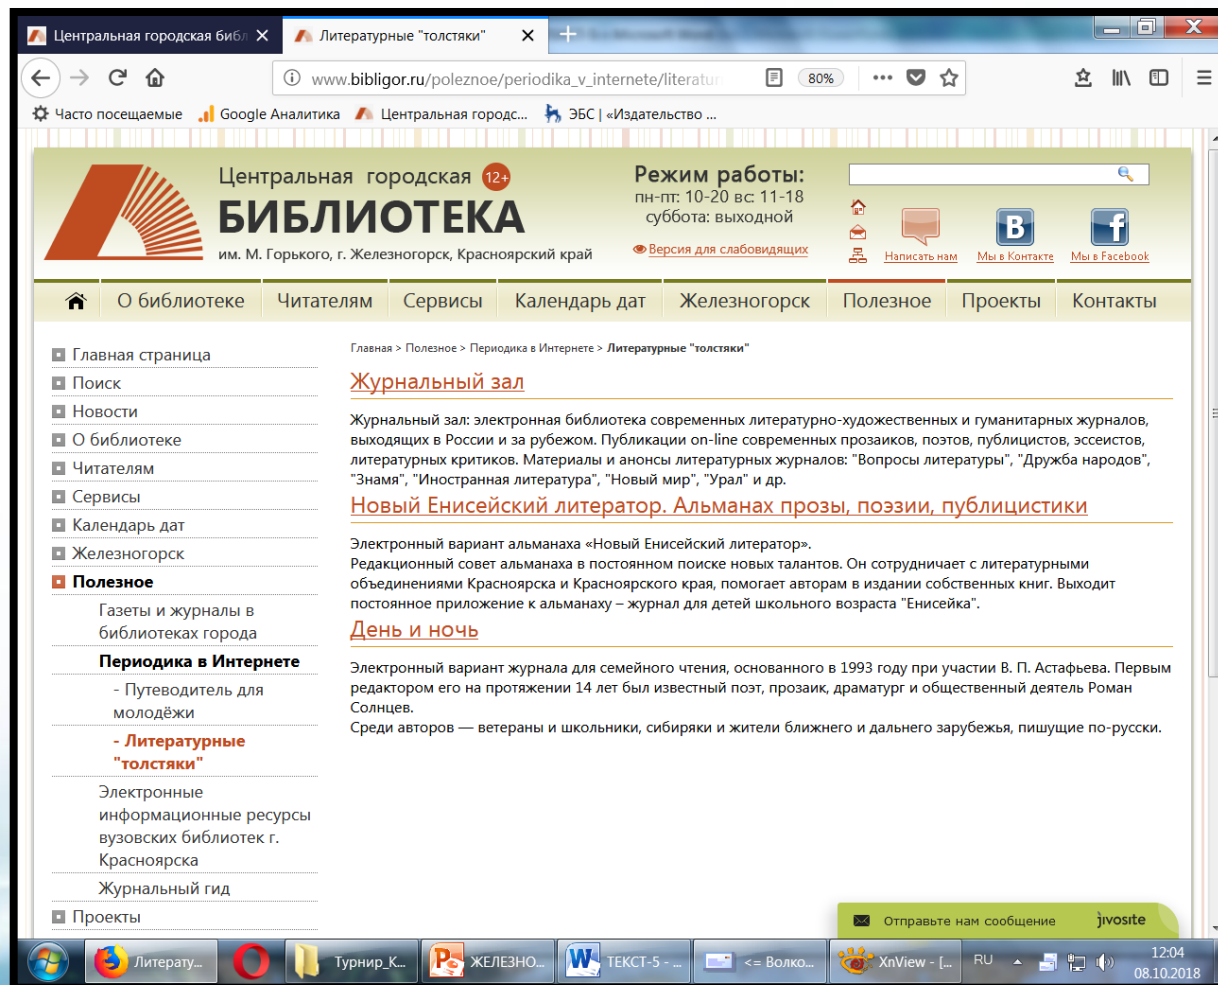 Центральная городская библ
Литературные "толстяки"
www.bibligor.ru/poleznoe/periodika_v_internete/literatur
80%
Часто посещаемые
Google Аналитика
Центральная городс...
ЭБС | «Издательство ...
Центральная городская 12+
БИБЛИОТЕКА
им. М. Горького, г. Железногорск, Красноярский край
Режим работы:
пн-пт: 10-20 вс: 11-18
суббота: выходной
Версия для слабовидящих
Написать нам
Мы в Контакте
Мы в Facebook
О библиотеке
Читателям
Сервисы
Календарь дат
Железногорск
Полезное
Проекты
Контакты
Главная страница
Поиск
Новости
О библиотеке
Читателям
Сервисы
Календарь дат
Железногорск
Полезное
Газеты и журналы в
библиотеках города
Периодика в Интернете
- Путеводитель для
молодёжи
- Литературные
"толстяки"
Электронные
информационные ресурсы
вузовских библиотек г.
Красноярска
Журнальный гид
Проекты
Главная > Полезное > Периодика в Интернете > Литературные "толстяки"
Журнальный зал
Журнальный зал: электронная библиотека современных литературно-художественных и гуманитарных журналов,
выходящих в России и за рубежом. Публикации on-line современных прозаиков, поэтов, публицистов, эссеистов,
литературных критиков. Материалы и анонсы литературных журналов: "Вопросы литературы", "Дружба народов",
"Знамя", "Иностранная литература", "Новый мир", "Урал" и др.
Новый Енисейский литератор. Альманах прозы, поэзии, публицистики
Электронный вариант альманаха «Новый Енисейский литератор».
Редакционный совет альманаха в постоянном поиске новых талантов. Он сотрудничает с литературными
объединениями Красноярска и Красноярского края, помогает авторам в издании собственных книг. Выходит
постоянное приложение к альманаху – журнал для детей школьного возраста "Енисейка".
День и ночь
Электронный вариант журнала для семейного чтения, основанного в 1993 году при участии В. П. Астафьева. Первым
редактором его на протяжении 14 лет был известный поэт, прозаик, драматург и общественный деятель Роман
Солнцев.
Среди авторов — ветераны и школьники, сибиряки и жители ближнего и дальнего зарубежья, пишущие по-русски.
Отправьте нам сообщение
jivosite
Литерату...
Турнир_К...
ЖЕЛЕЗНО...
ТЕКСТ-5 - ...
<= Волко...
XnView - [...
RU
12:04
08.10.2018